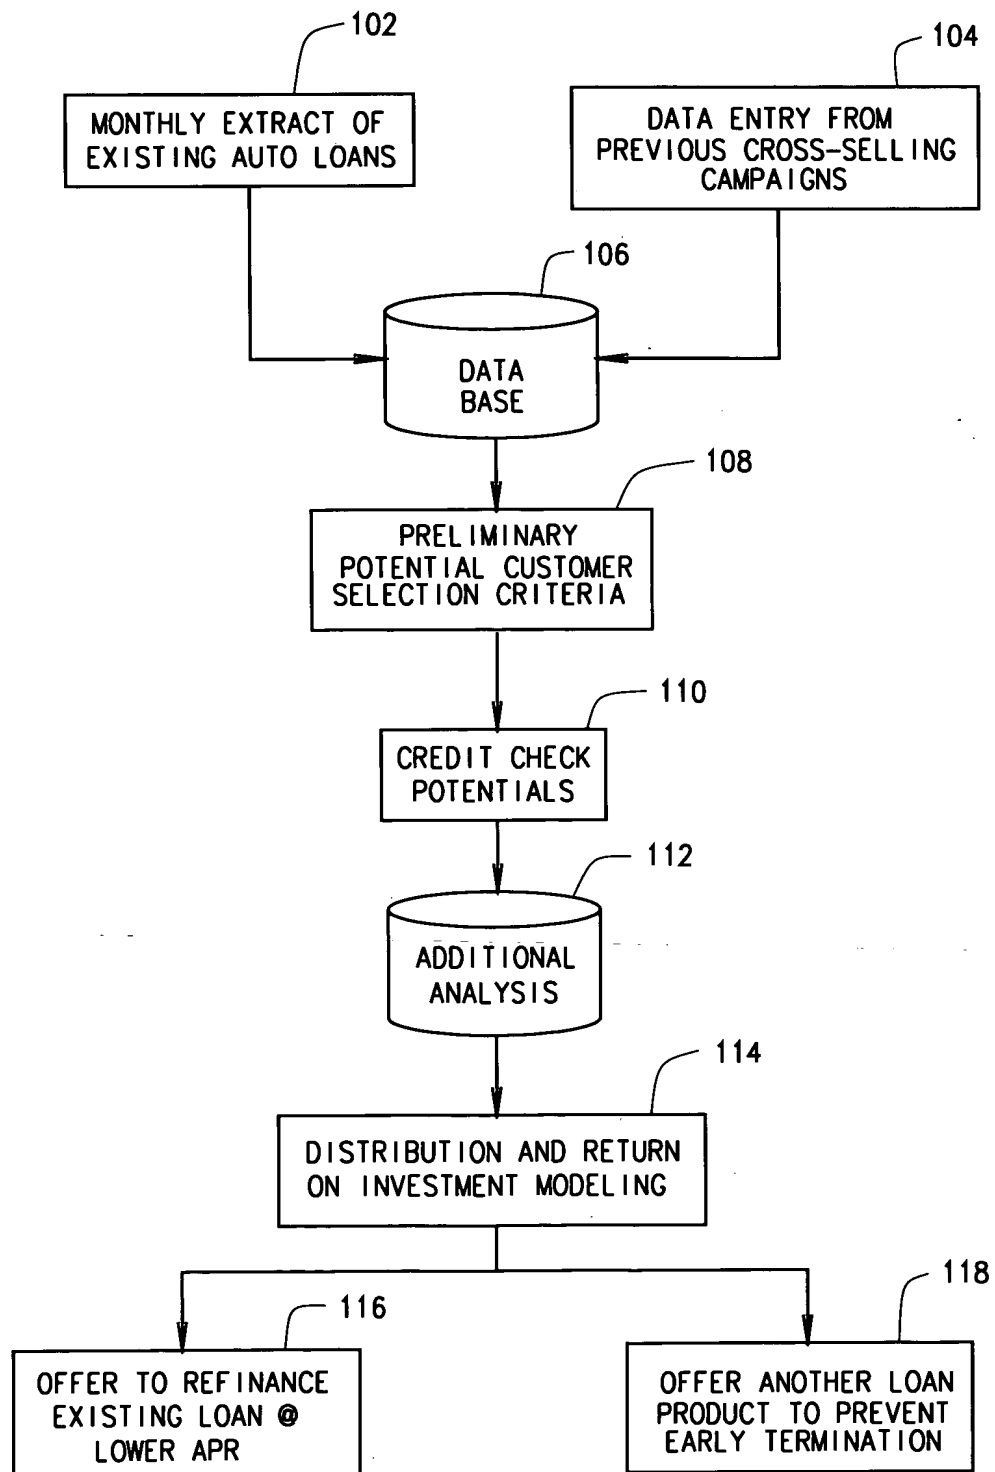 102
104
MONTHLY EXTRACT OF
EXISTING AUTO LOANS
DATA ENTRY FROM
PREVIOUS CROSS-SELLING
CAMPAIGNS
106
DATA
BASE
108
PRELIMINARY
POTENTIAL CUSTOMER
SELECTION CRITERIA
110
CREDIT CHECK
POTENTIALS
112
ADDITIONAL
ANALYSIS
114
DISTRIBUTION AND RETURN
ON INVESTMENT MODELING
116
118
OFFER TO REFINANCE
EXISTING LOAN @
LOWER APR
OFFER ANOTHER LOAN
PRODUCT TO PREVENT
EARLY TERMINATION